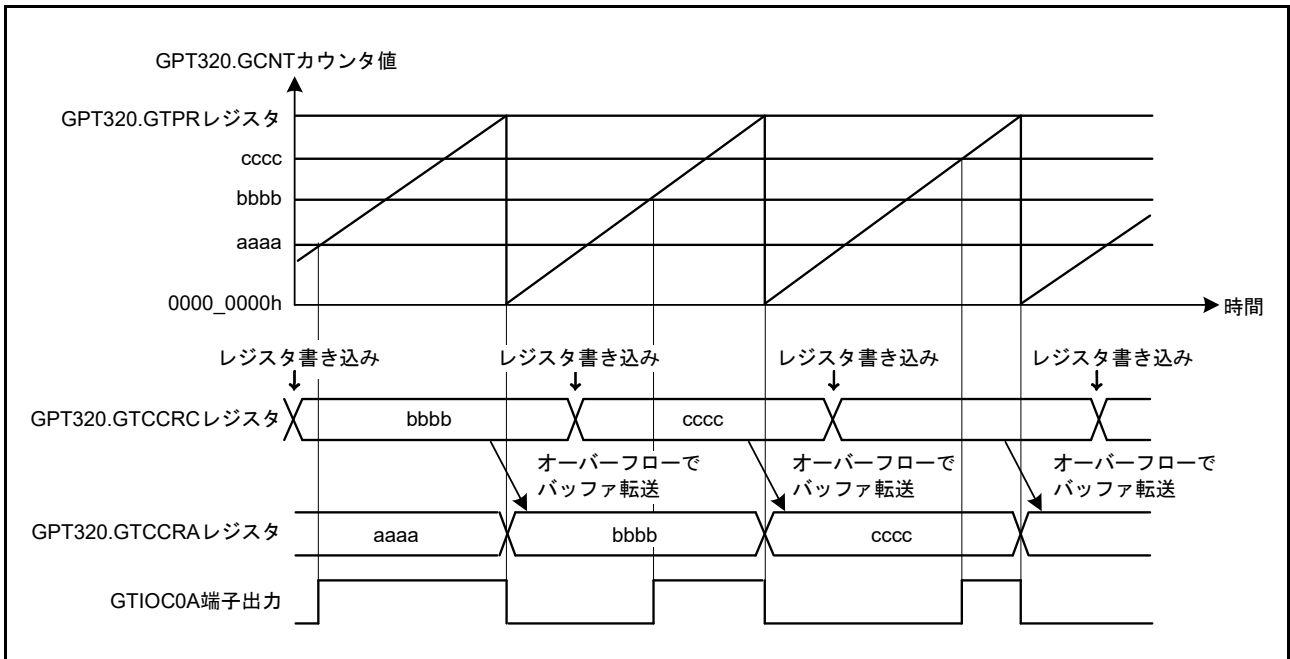 GPT320.GCNTカウンタ値
GPT320.GTPRレジスタ
cccc
bbbb
aaaa
0000_0000h
時間
レジスタ書き込み レジスタ書き込み レジスタ書き込み レジスタ書き込み
GPT320.GTCCRCレジスタ bbbb cccc
オーバーフローで オーバーフローで オーバーフローで
バッファ転送 バッファ転送 バッファ転送
GPT320.GTCCRAレジスタ aaaa bbbb cccc
GTIOC0A端子出力